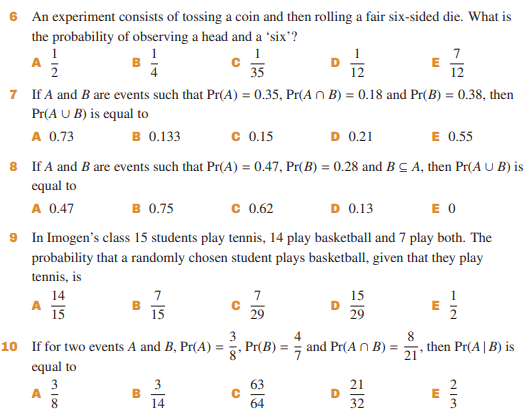 6 An experiment consists of tossing a coin and then rolling a fair six-sided die. What is
the probability of observing a head and a ‘six’?
A 1/2 B 1/4 C 1/35 D 1/12 E 7/12
7 If A and B are events such that Pr(A) = 0.35, Pr(A ∩ B) = 0.18 and Pr(B) = 0.38, then
Pr(A ∪ B) is equal to
A 0.73 B 0.133 C 0.15 D 0.21 E 0.55
8 If A and B are events such that Pr(A) = 0.47, Pr(B) = 0.28 and B ⊆ A, then Pr(A ∪ B) is
equal to
A 0.47 B 0.75 C 0.62 D 0.13 E 0
9 In Imogen’s class 15 students play tennis, 14 play basketball and 7 play both. The
probability that a randomly chosen student plays basketball, given that they play
tennis, is
A 14/15 B 7/15 C 7/29 D 15/29 E 1/2
10 If for two events A and B, Pr(A) = 3/8, Pr(B) = 4/7 and Pr(A ∩ B) = 8/21, then Pr(A | B) is
equal to
A 3/8 B 3/14 C 63/64 D 21/32 E 2/3